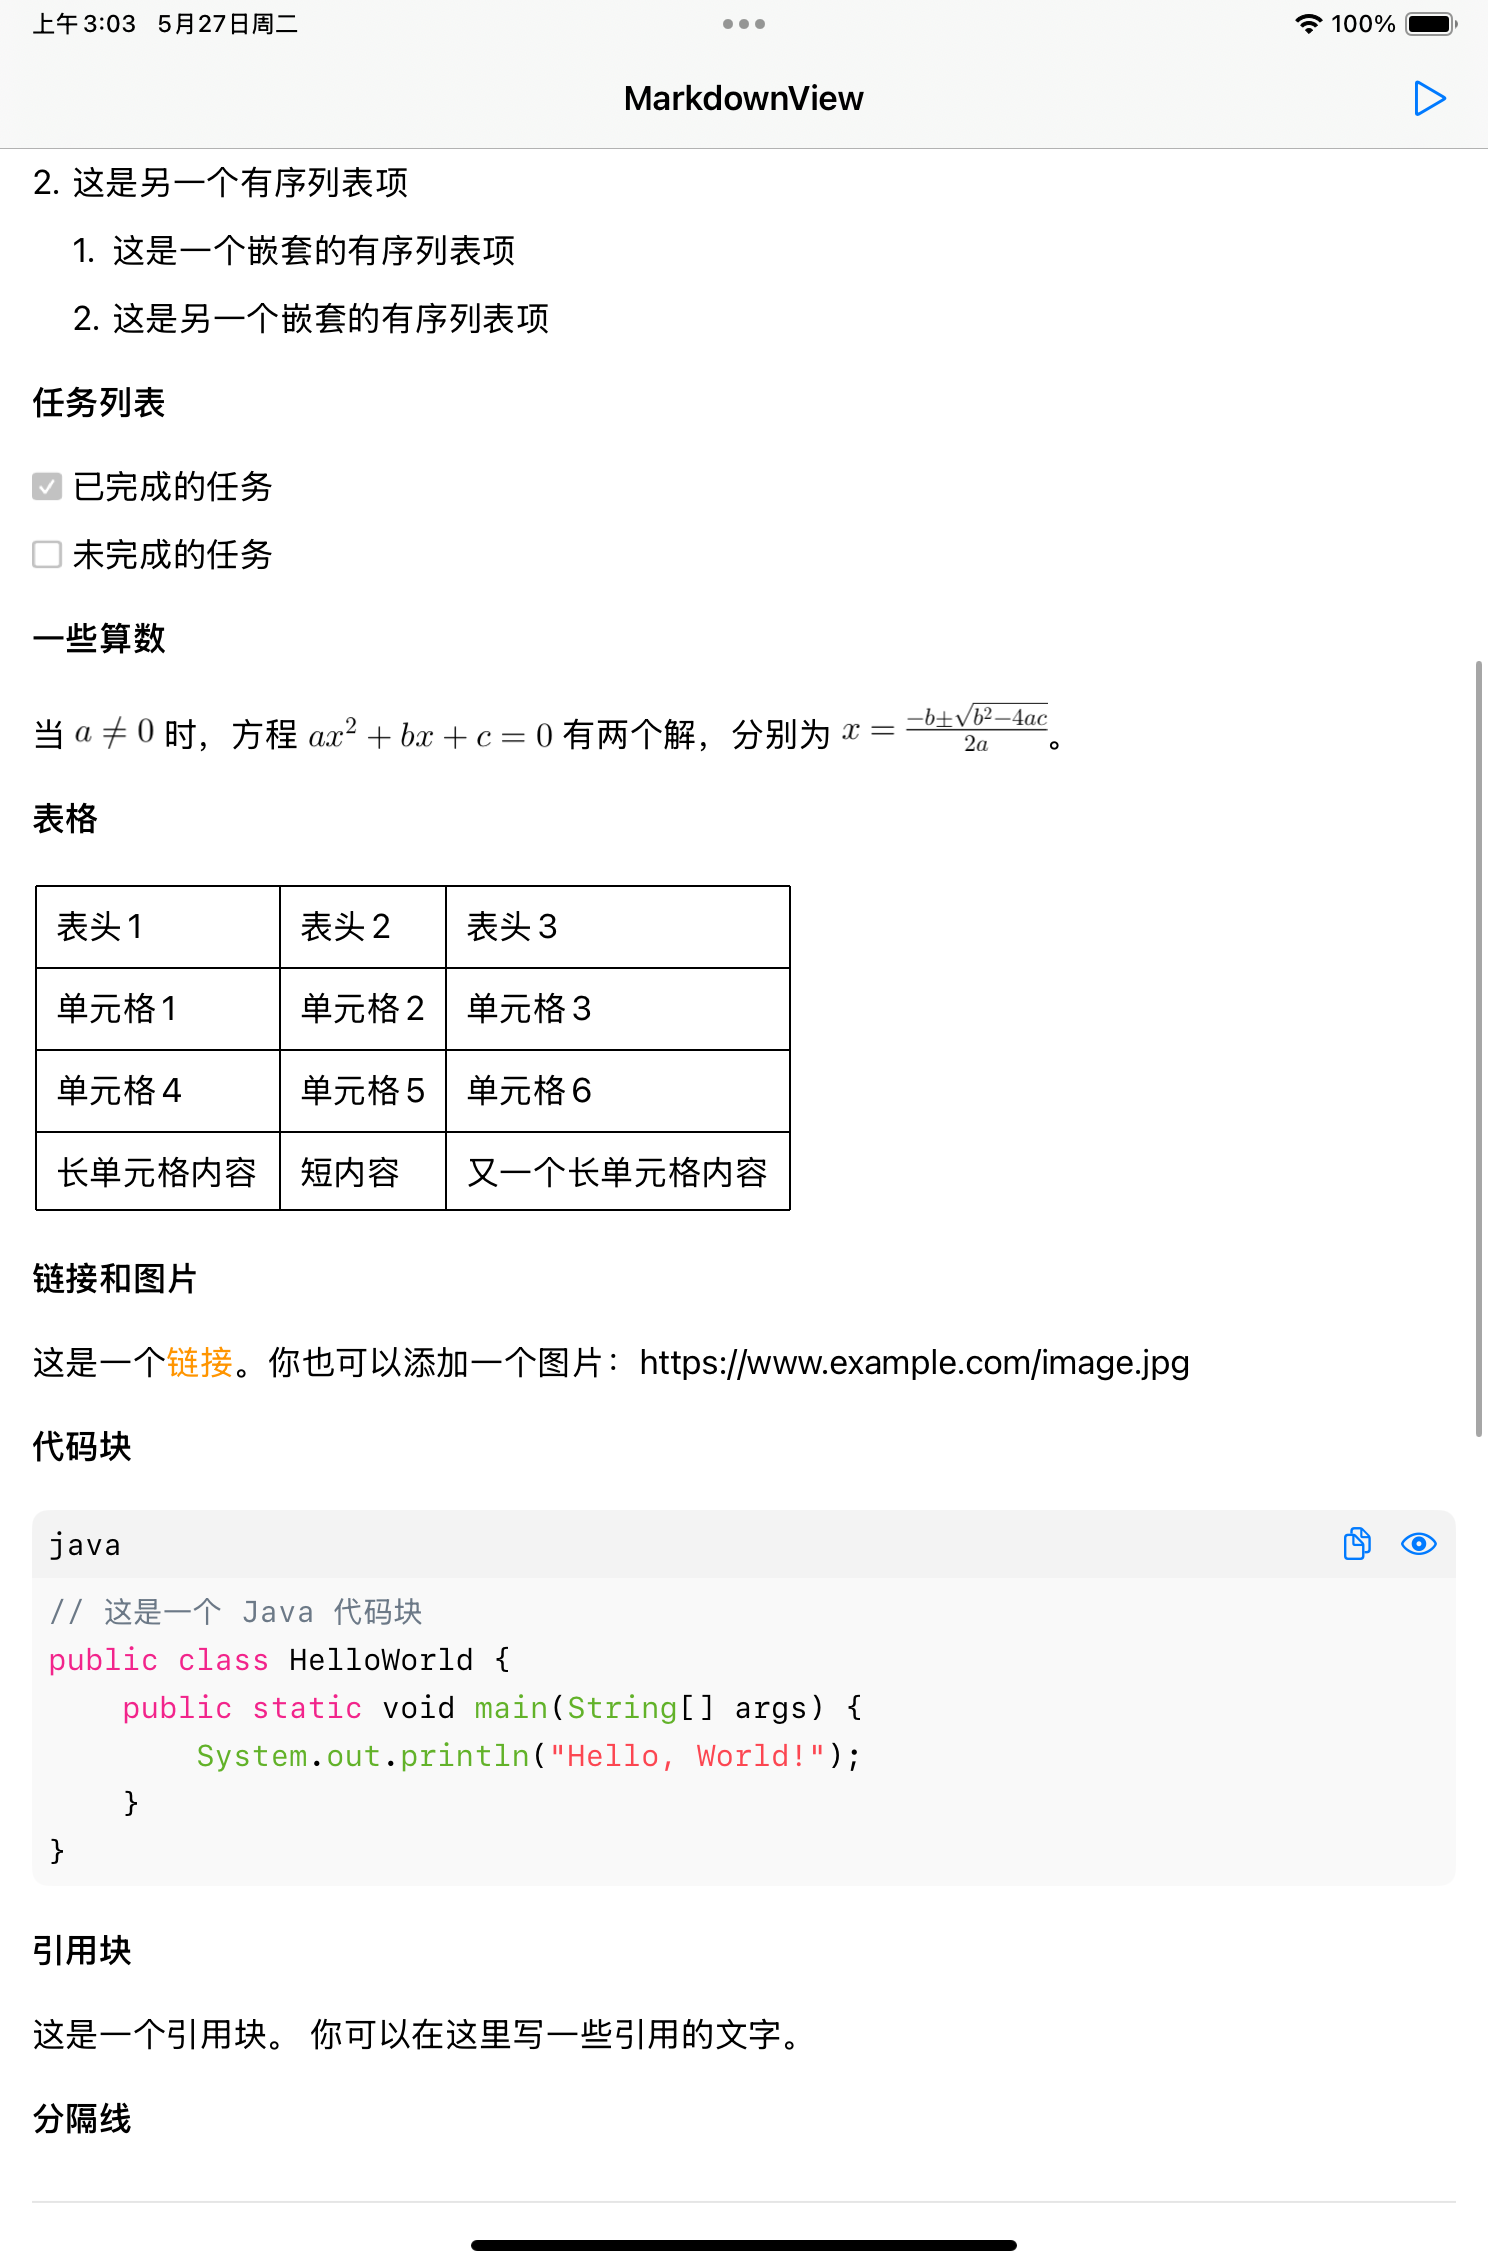 上午3:03 5月27日周二 100%
MarkdownView
2. 这是另一个有序列表项
1. 这是一个嵌套的有序列表项
2. 这是另一个嵌套的有序列表项
任务列表
已完成的任务
未完成的任务
一些算数
当 a ≠ 0 时，方程 ax² + bx + c = 0 有两个解，分别为 x = \frac{-b±\sqrt{b²-4ac}}{2a}。
表格
表头1 表头2 表头3
单元格1 单元格2 单元格3
单元格4 单元格5 单元格6
长单元格内容 短内容 又一个长单元格内容
链接和图片
这是一个链接。你也可以添加一个图片：https://www.example.com/image.jpg
代码块
java
// 这是一个 Java 代码块
public class HelloWorld {
    public static void main(String[] args) {
        System.out.println("Hello, World!");
    }
}
引用块
这是一个引用块。 你可以在这里写一些引用的文字。
分隔线